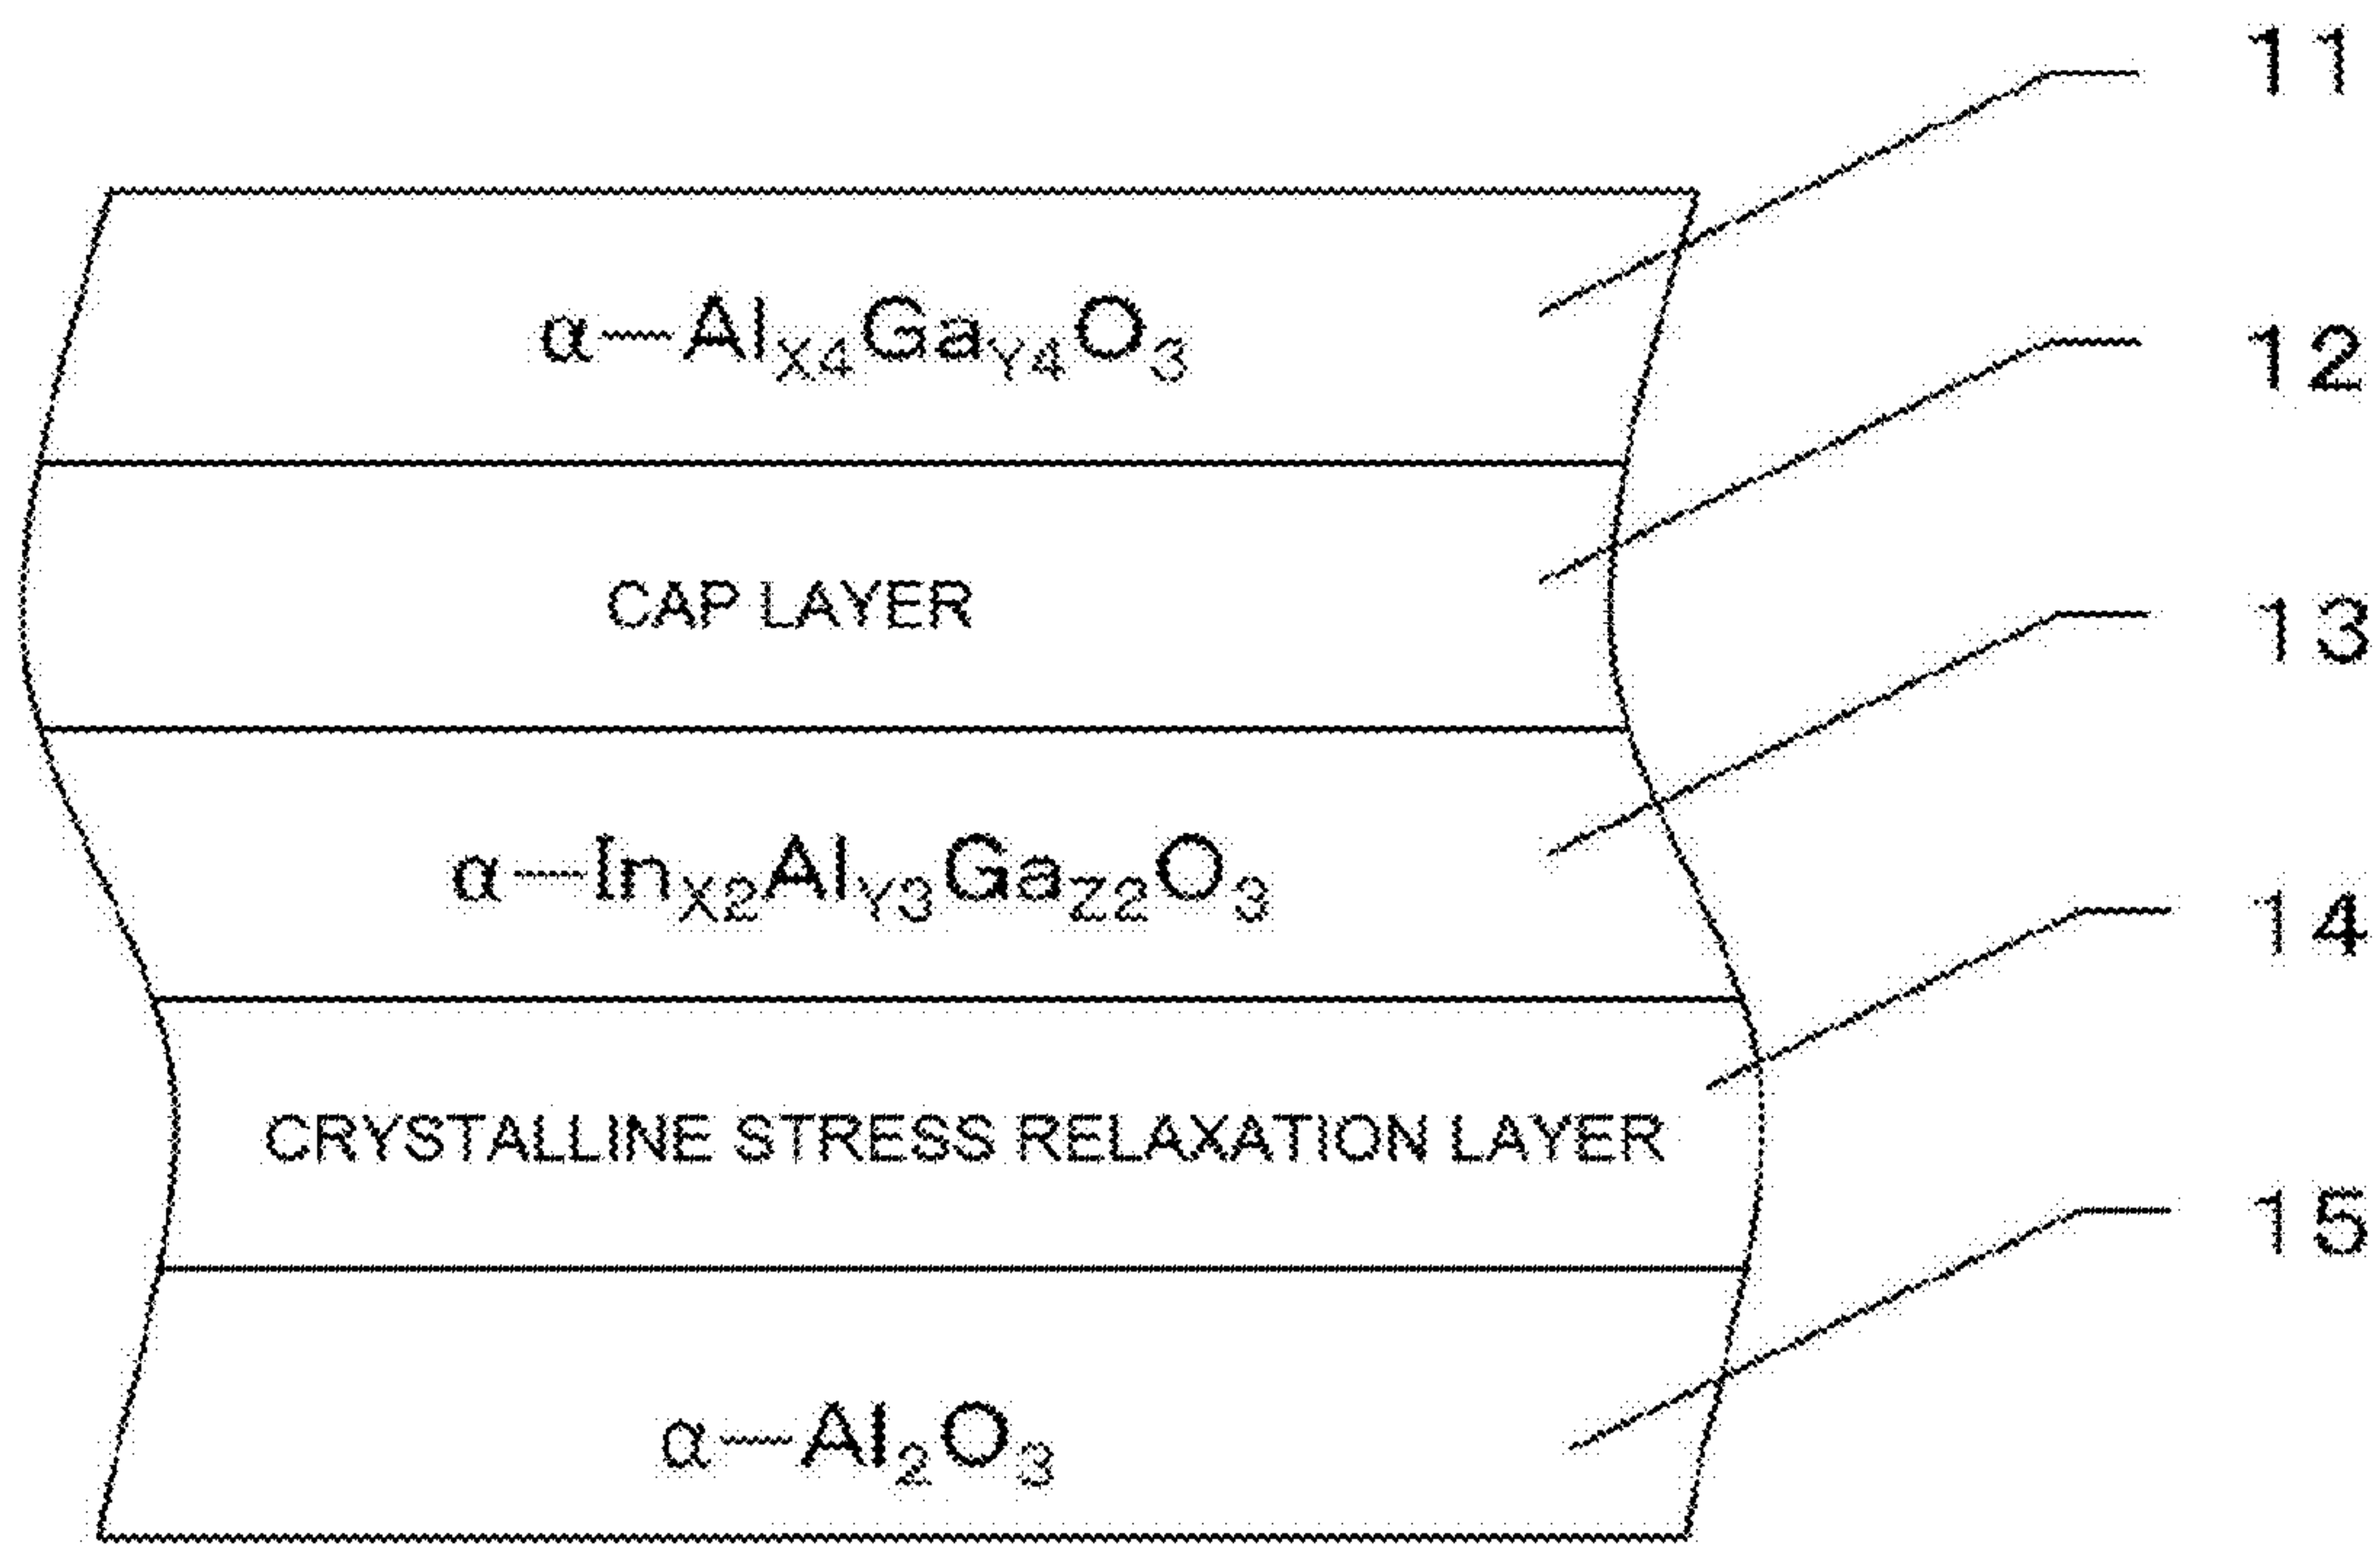 11
α—Al_X4Ga_Y4O_3
12
CAP LAYER
13
α—In_X2Al_Y3Ga_Z2O_3
14
CRYSTALLINE STRESS RELAXATION LAYER
15
α—Al_2O_3